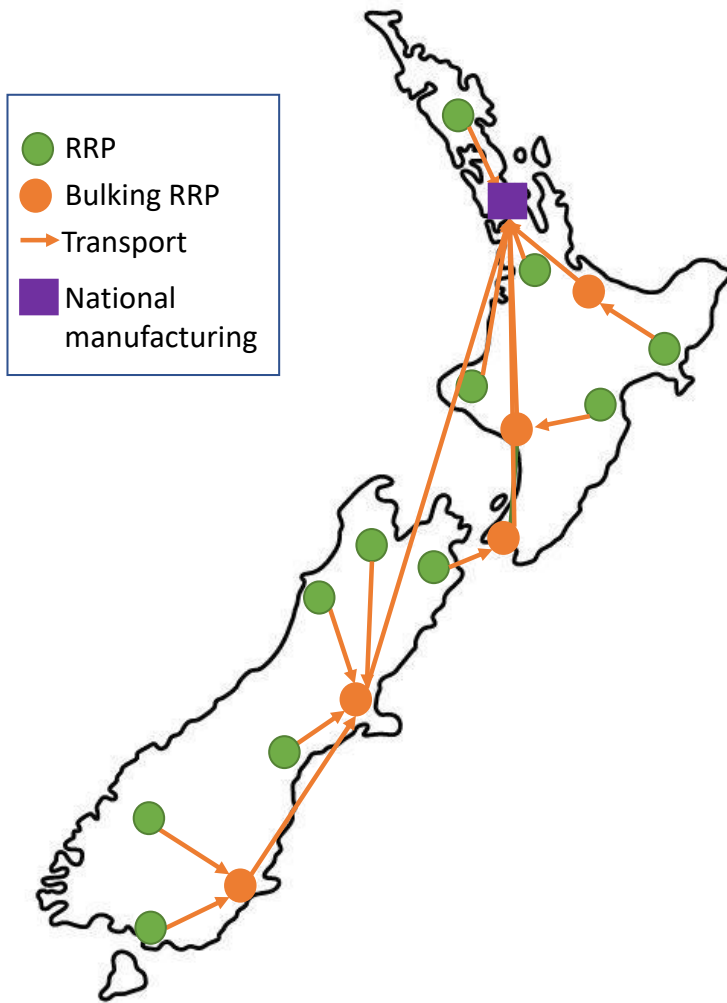 RRP
Bulking RRP
Transport
National
manufacturing